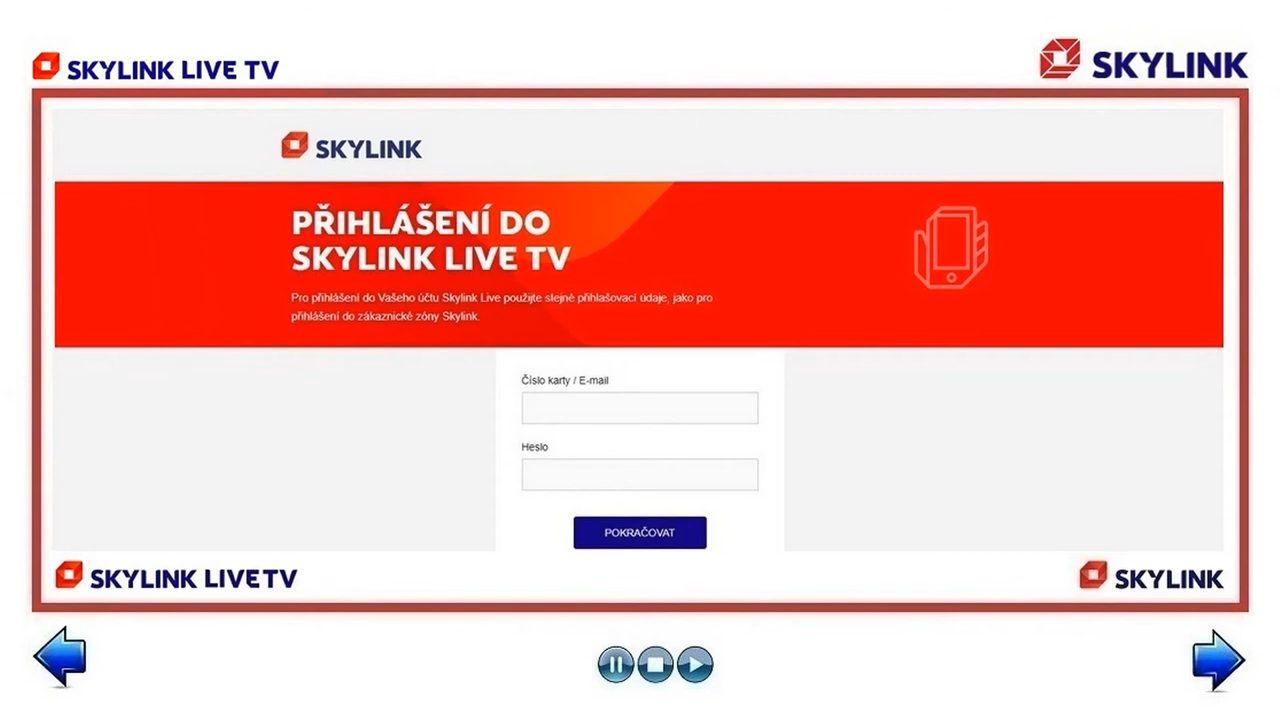 SKYLINK LIVE TV
SKYLINK
SKYLINK
PŘIHLÁŠENÍ DO
SKYLINK LIVE TV
Pro přihlášení do Vašeho účtu Skylink Live použijte stejné přihlašovací údaje, jako pro
přihlášení do zákaznické zóny Skylink.
Číslo karty / E-mail
Heslo
POKRAČOVAT
SKYLINK LIVETV
SKYLINK